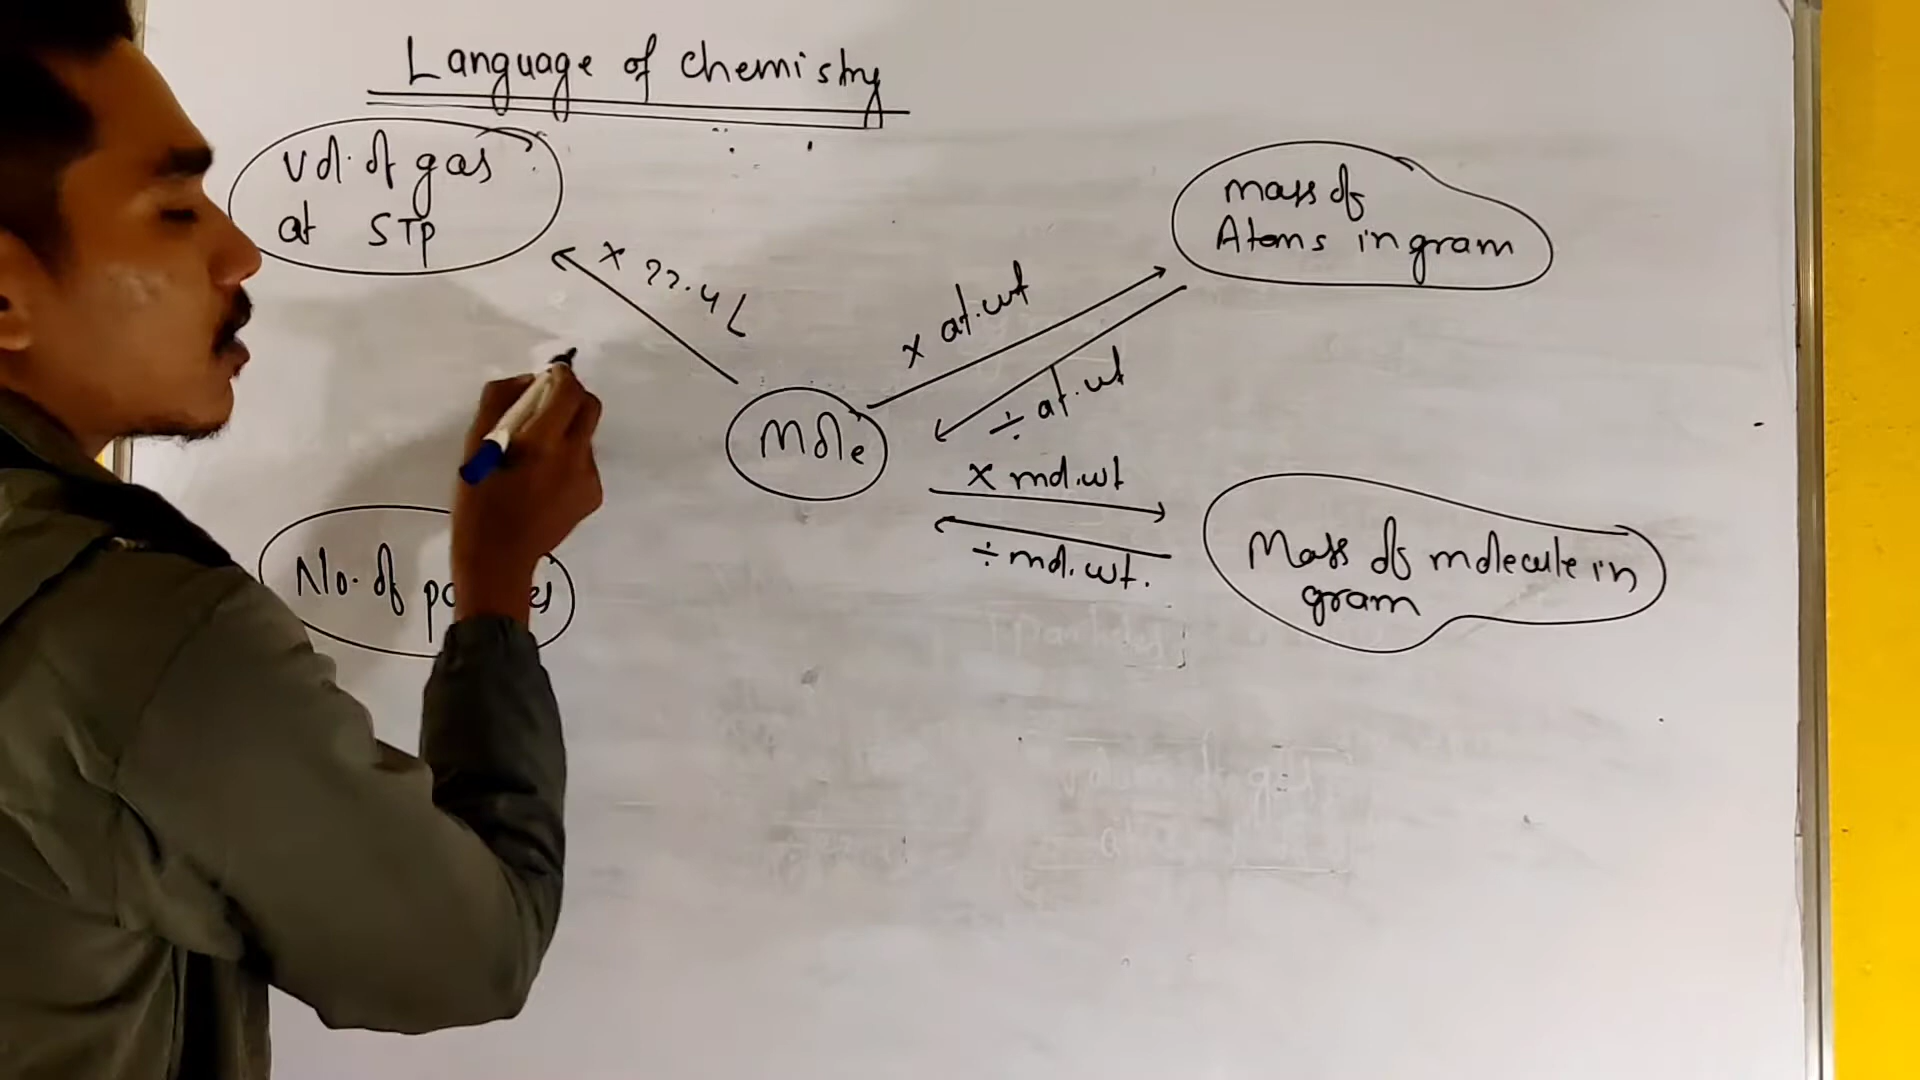 Language of chemistry
Vol. of gas
at STP
x 22.4 L
mass of
Atoms in gram
x at.wt
÷ at.wt
Mole
x mol.wt
÷ mol.wt.
Mass of molecule in
gram
No. of